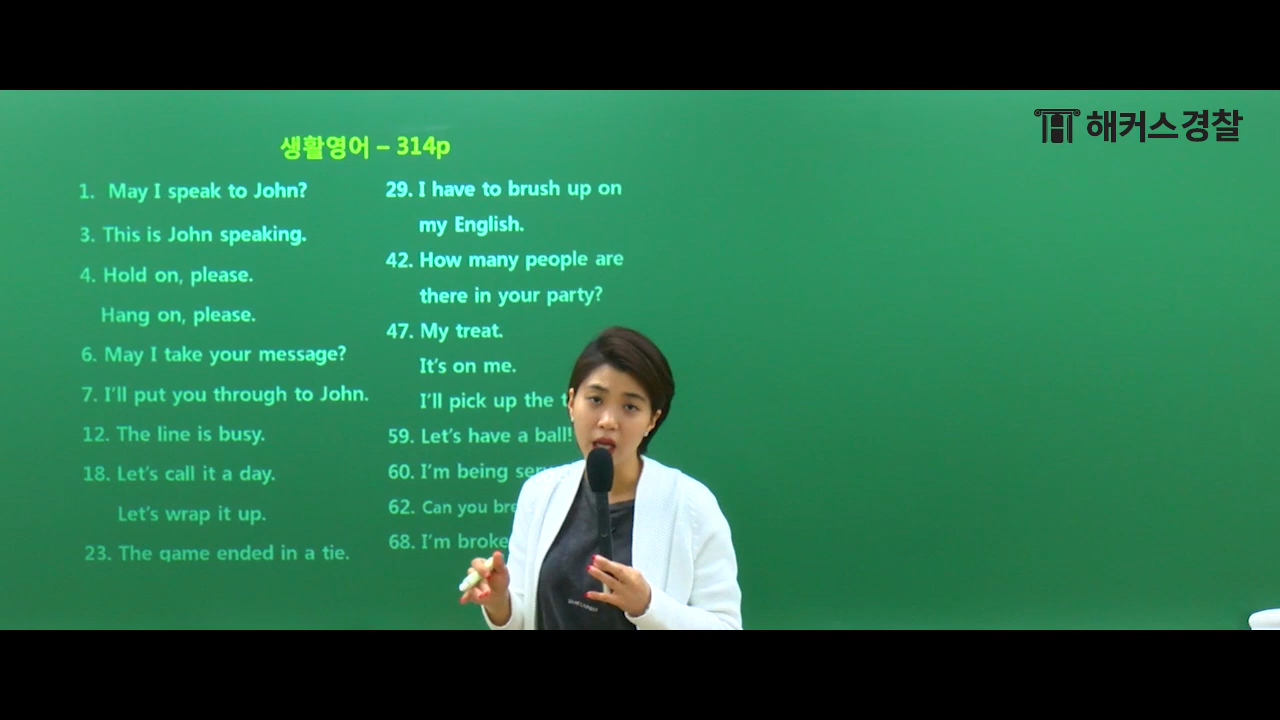 해커스경찰
생활영어 – 314p
1. May I speak to John?
3. This is John speaking.
4. Hold on, please.
Hang on, please.
6. May I take your message?
7. I'll put you through to John.
12. The line is busy.
18. Let's call it a day.
Let's wrap it up.
23. The game ended in a tie.
29. I have to brush up on
my English.
42. How many people are
there in your party?
47. My treat.
It's on me.
I'll pick up the
59. Let's have a ball!
60. I'm being
62. Can you
68. I'm broke